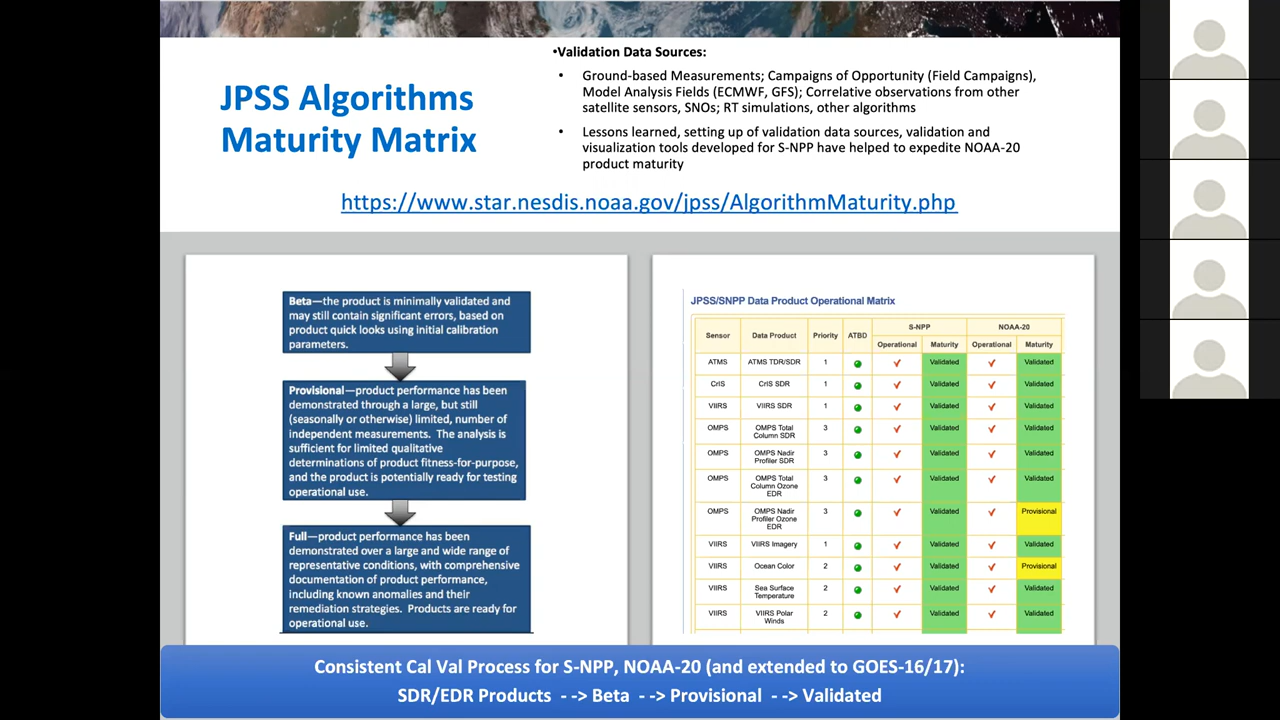 JPSS Algorithms
Maturity Matrix
•Validation Data Sources:
• Ground-based Measurements; Campaigns of Opportunity (Field Campaigns),
Model Analysis Fields (ECMWF, GFS); Correlative observations from other
satellite sensors, SNOs; RT simulations, other algorithms
• Lessons learned, setting up of validation data sources, validation and
visualization tools developed for S-NPP have helped to expedite NOAA-20
product maturity
https://www.star.nesdis.noaa.gov/jpss/AlgorithmMaturity.php
Beta—the product is minimally validated and
may still contain significant errors, based on
product quick looks using initial calibration
parameters.
Provisional—product performance has been
demonstrated through a large, but still
(seasonally or otherwise) limited, number of
independent measurements. The analysis is
sufficient for limited qualitative
determinations of product fitness-for-purpose,
and the product is potentially ready for testing
operational use.
Full—product performance has been
demonstrated over a large and wide range of
representative conditions, with comprehensive
documentation of product performance,
including known anomalies and their
remediation strategies. Products are ready for
operational use.
JPSS/SNPP Data Product Operational Matrix
S-NPP NOAA-20
Sensor Data Product Priority ATBD Operational Maturity Operational Maturity
ATMS ATMS TDR/SDR 1 ✓ Validated ✓ Validated
CrIS CrIS SDR 1 ✓ Validated ✓ Validated
VIIRS VIIRS SDR 1 ✓ Validated ✓ Validated
OMPS OMPS Total 3 ✓ Validated ✓ Validated
Column SDR
OMPS OMPS Nadir 3 ✓ Validated ✓ Validated
Profiler SDR
OMPS OMPS Total 3 ✓ Validated ✓ Validated
Column Ozone
EDR
OMPS OMPS Nadir 3 ✓ Validated ✓ Provisional
Profiler Ozone
EDR
VIIRS VIIRS Imagery 1 ✓ Validated ✓ Validated
VIIRS Ocean Color 2 ✓ Validated ✓ Provisional
VIIRS Sea Surface 2 ✓ Validated ✓ Validated
Temperature
VIIRS VIIRS Polar 2 ✓ Validated ✓ Validated
Winds
Consistent Cal Val Process for S-NPP, NOAA-20 (and extended to GOES-16/17):
SDR/EDR Products - -> Beta - -> Provisional - -> Validated